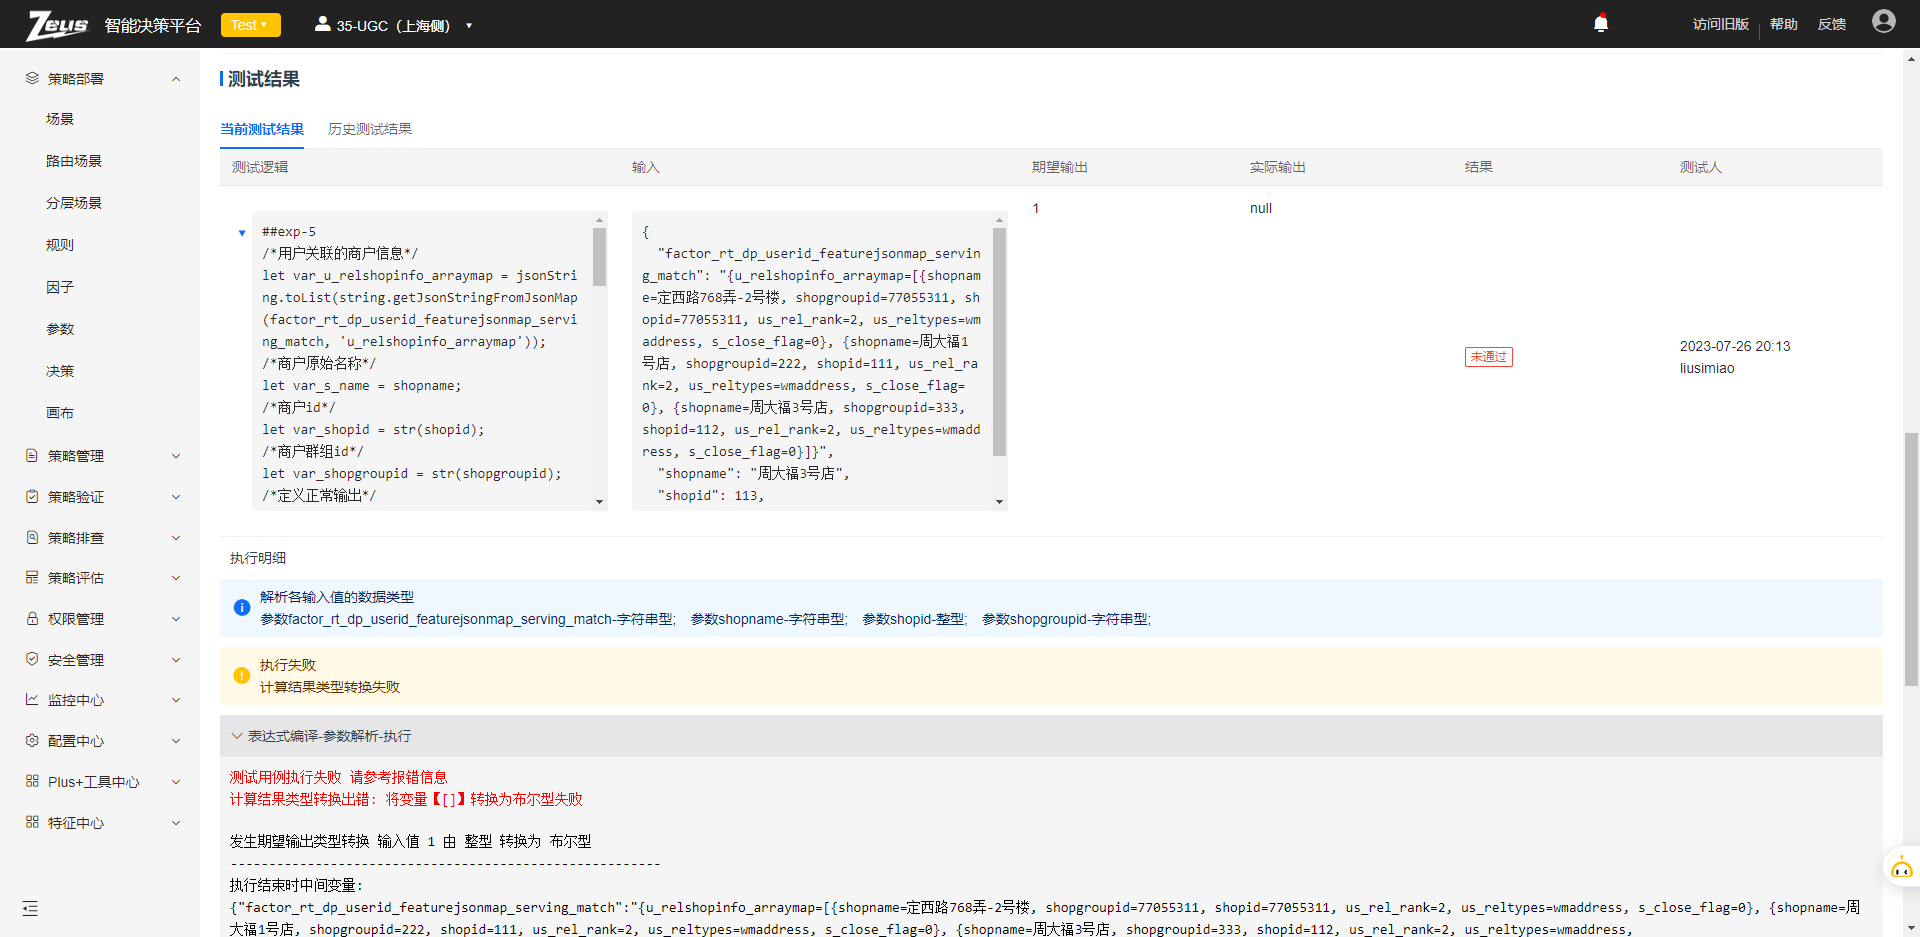 Zeus 智能决策平台 Test 35-UGC（上海侧） 访问旧版 帮助 反馈
策略部署
场景
路由场景
分层场景
规则
因子
参数
决策
画布
策略管理
策略验证
策略排查
策略评估
权限管理
安全管理
监控中心
配置中心
Plus+工具中心
特征中心
测试结果
当前测试结果 历史测试结果
测试逻辑 输入 期望输出 实际输出 结果 测试人
##exp-5
/*用户关联的商户信息*/
let var_u_relshopinfo_arraymap = jsonStri
ng.toList(string.getJsonStringFromJsonMap
(factor_rt_dp_userid_featurejsonmap_servi
ng_match, 'u_relshopinfo_arraymap'));
/*商户原始名称*/
let var_s_name = shopname;
/*商户id*/
let var_shopid = str(shopid);
/*商户群组id*/
let var_shopgroupid = str(shopgroupid);
/*定义正常输出*/
{
"factor_rt_dp_userid_featurejsonmap_servin
g_match": "{u_relshopinfo_arraymap=[{shopnam
e=定西路768弄-2号楼, shopgroupid=77055311, sh
opid=77055311, us_rel_rank=2, us_reltypes=wm
address, s_close_flag=0}, {shopname=周大福1
号店, shopgroupid=222, shopid=111, us_rel_ra
nk=2, us_reltypes=wmaddress, s_close_flag=
0}, {shopname=周大福3号店, shopgroupid=333,
shopid=112, us_rel_rank=2, us_reltypes=wmadd
ress, s_close_flag=0}]}",
"shopname": "周大福3号店",
"shopid": 113,
1
null
未通过
2023-07-26 20:13
liusimiao
执行明细
解析各输入值的数据类型
参数factor_rt_dp_userid_featurejsonmap_serving_match-字符串型; 参数shopname-字符串型; 参数shopid-整型; 参数shopgroupid-字符串型;
执行失败
计算结果类型转换失败
表达式编译-参数解析-执行
测试用例执行失败 请参考报错信息
计算结果类型转换出错: 将变量【[]】转换为布尔型失败
发生期望输出类型转换 输入值 1 由 整型 转换为 布尔型
--------------------------------------------------------
执行结束时中间变量:
{"factor_rt_dp_userid_featurejsonmap_serving_match":"{u_relshopinfo_arraymap=[{shopname=定西路768弄-2号楼, shopgroupid=77055311, shopid=77055311, us_rel_rank=2, us_reltypes=wmaddress, s_close_flag=0}, {shopname=周
大福1号店, shopgroupid=222, shopid=111, us_rel_rank=2, us_reltypes=wmaddress, s_close_flag=0}, {shopname=周大福3号店, shopgroupid=333, shopid=112, us_rel_rank=2, us_reltypes=wmaddress,